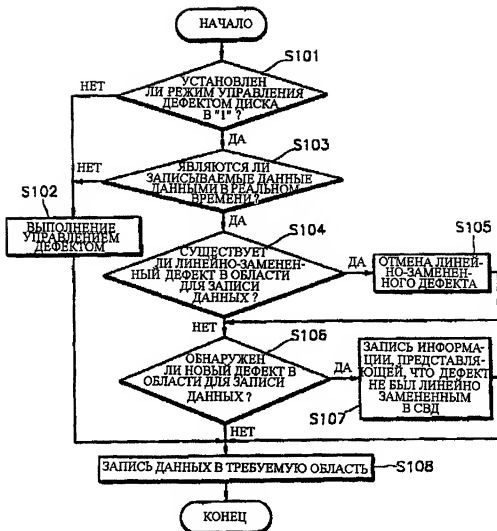 НАЧАЛО
S101
УСТАНОВЛЕН
ЛИ РЕЖИМ УПРАВЛЕНИЯ
ДЕФЕКТОМ ДИСКА
В "1" ?
НЕТ
ДА
S103
ЯВЛЯЮТСЯ ЛИ
ЗАПИСЫВАЕМЫЕ ДАННЫЕ
ДАННЫМИ В РЕАЛЬНОМ
ВРЕМЕНИ?
НЕТ
ДА
S102
ВЫПОЛНЕНИЕ
УПРАВЛЕНИЕМ
ДЕФЕКТОМ
S104
СУЩЕСТВУЕТ
ЛИ ЛИНЕЙНО-ЗАМЕНЕН-
НЫЙ ДЕФЕКТ В ОБЛАСТИ
ДЛЯ ЗАПИСИ
ДАННЫХ ?
ДА
НЕТ
S105
ОТМЕНА ЛИНЕЙ-
НО-ЗАМЕНЕН-
НОГО ДЕФЕКТА
S106
ОБНАРУЖЕН
ЛИ НОВЫЙ ДЕФЕКТ В
ОБЛАСТИ ДЛЯ ЗАПИСИ
ДАННЫХ ?
ДА
НЕТ
ЗАПИСЬ ИНФОРМА-
ЦИИ, ПРЕДСТАВЛЯ-
ЮЩЕЙ, ЧТО ДЕФЕКТ
НЕ БЫЛ ЛИНЕЙНО
ЗАМЕНЕННЫМ
В СВД
S107
ЗАПИСЬ ДАННЫХ В ТРЕБУЕМУЮ ОБЛАСТЬ
S108
КОНЕЦ